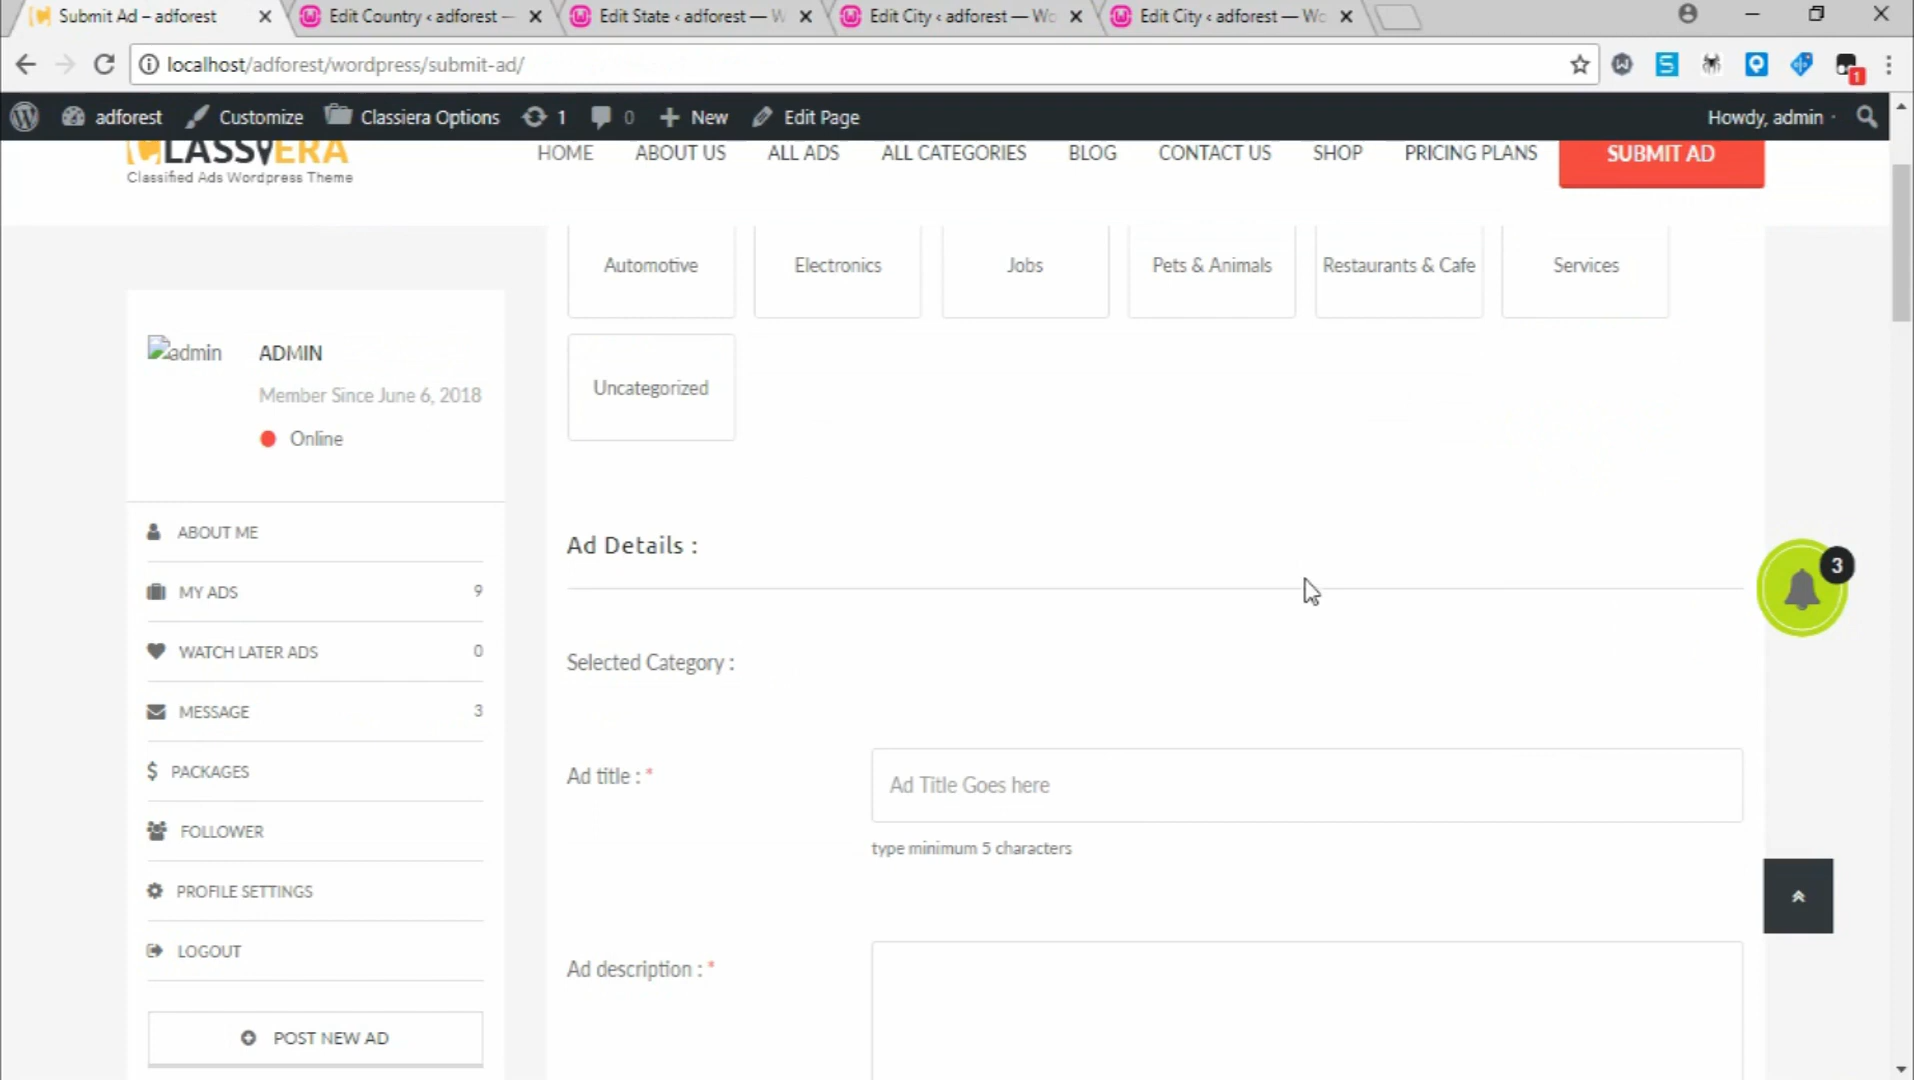 Submit Ad – adforest
Edit Country ‹ adforest —
Edit State ‹ adforest — W
Edit City ‹ adforest — Wo
Edit City ‹ adforest — Wo
localhost/adforest/wordpress/submit-ad/
1
adforest
Customize
Classiera Options
1
0
New
Edit Page
Howdy, admin
CLASSYERA
Classified Ads Wordpress Theme
HOME
ABOUT US
ALL ADS
ALL CATEGORIES
BLOG
CONTACT US
SHOP
PRICING PLANS
SUBMIT AD
Automotive
Electronics
Jobs
Pets & Animals
Restaurants & Cafe
Services
Uncategorized
admin
ADMIN
Member Since June 6, 2018
Online
ABOUT ME
MY ADS 9
WATCH LATER ADS 0
MESSAGE 3
PACKAGES
FOLLOWER
PROFILE SETTINGS
LOGOUT
POST NEW AD
Ad Details :
3
Selected Category :
Ad title : *
Ad Title Goes here
type minimum 5 characters
Ad description : *